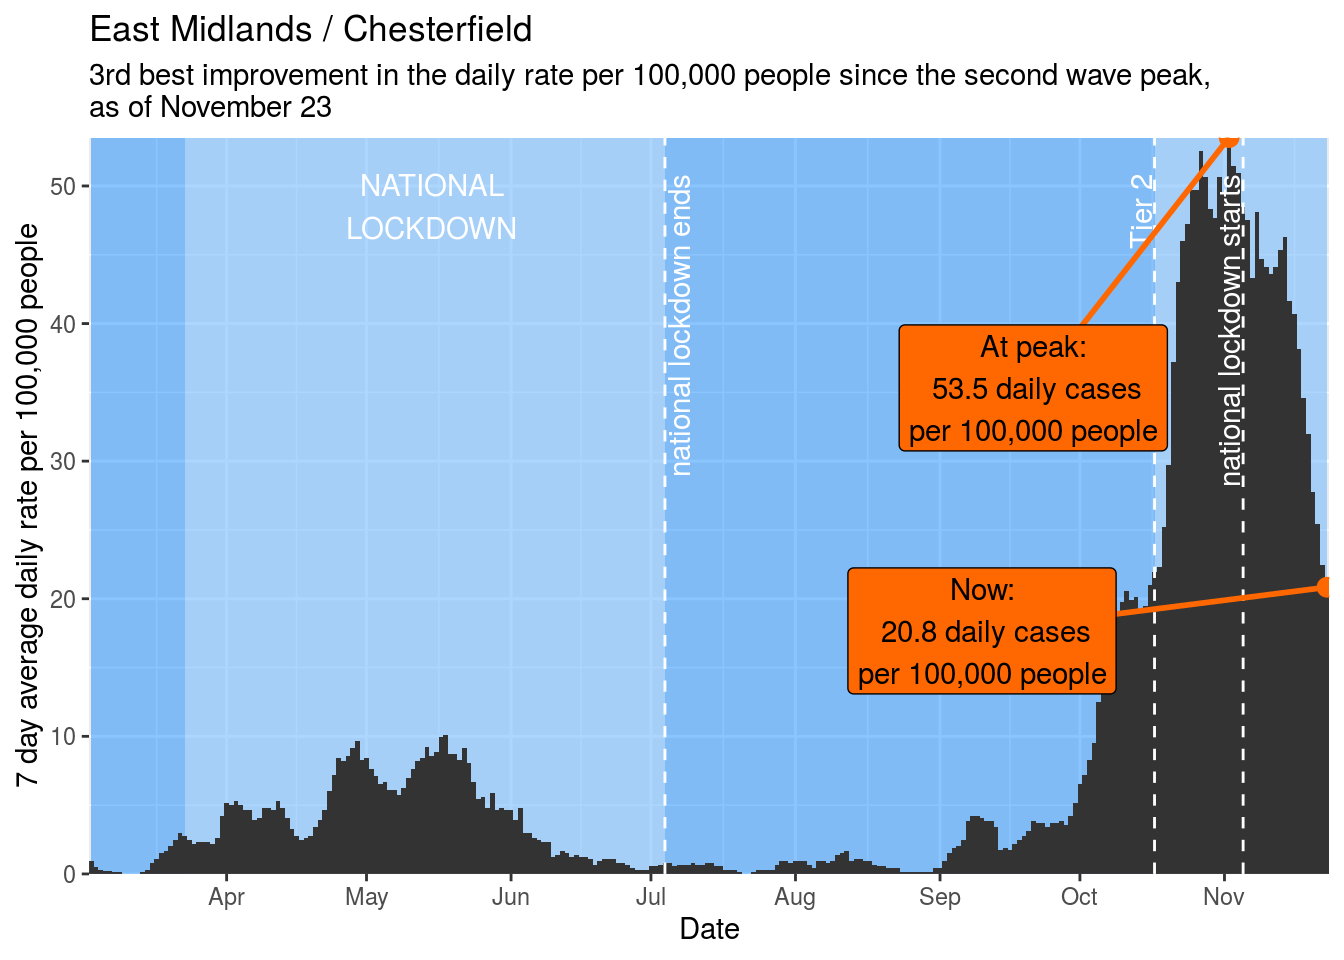 East Midlands / Chesterfield
3rd best improvement in the daily rate per 100,000 people since the second wave peak,
as of November 23
7 day average daily rate per 100,000 people
50
40
30
20
10
0
NATIONAL
LOCKDOWN
national lockdown ends
Tier 2
national lockdown starts
At peak:
53.5 daily cases
per 100,000 people
Now:
20.8 daily cases
per 100,000 people
Apr
May
Jun
Jul
Aug
Sep
Oct
Nov
Date